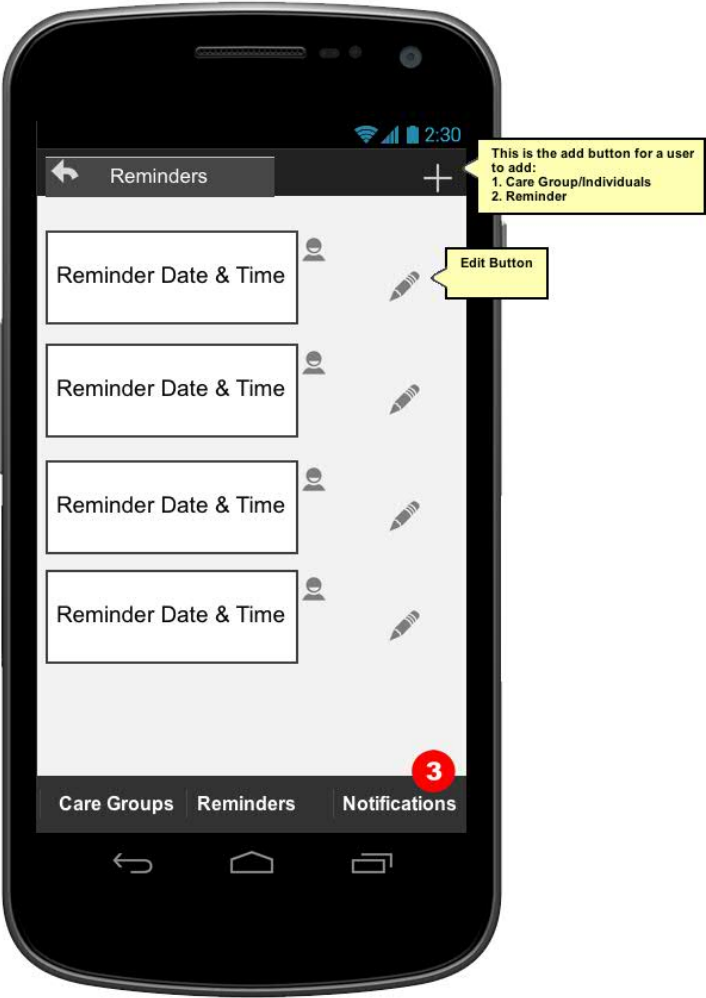 2:30
Reminders
This is the add button for a user
to add:
1. Care Group/Individuals
2. Reminder
Reminder Date & Time
Edit Button
Reminder Date & Time
Reminder Date & Time
Reminder Date & Time
3
Care Groups
Reminders
Notifications